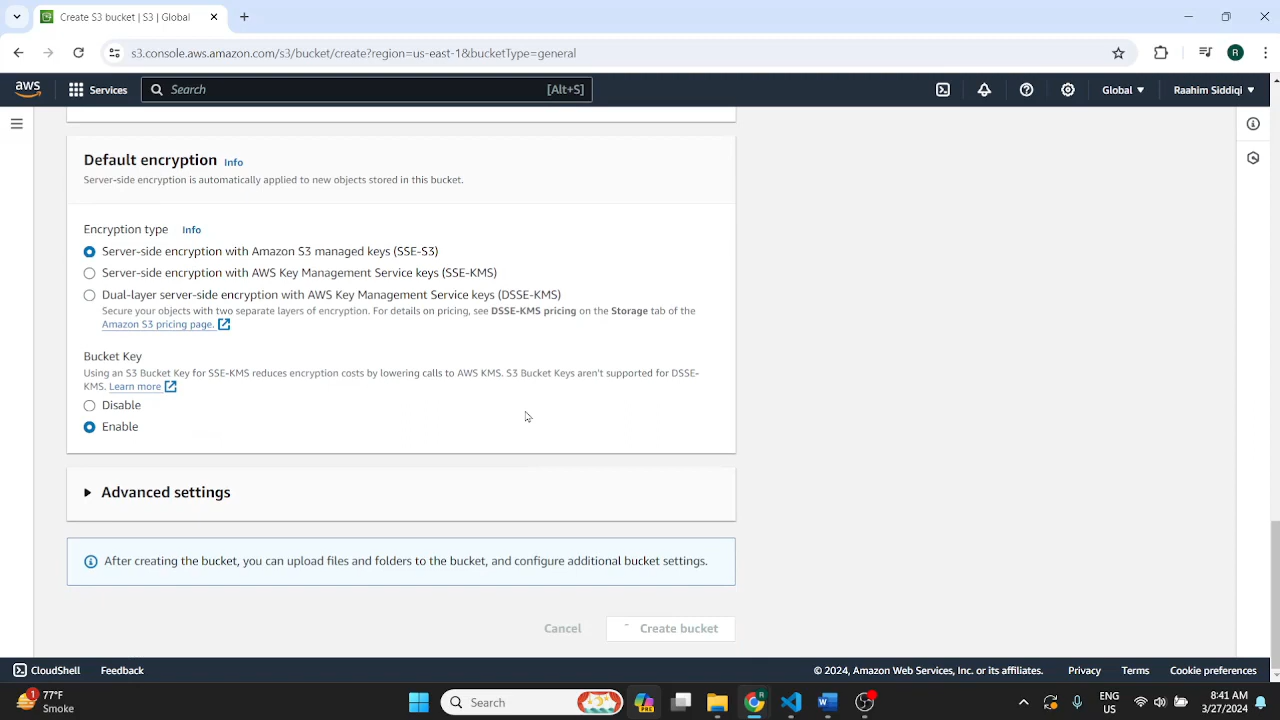 Create S3 bucket | S3 | Global
s3.console.aws.amazon.com/s3/bucket/create?region=us-east-1&bucketType=general
R
aws
Services
Search
[Alt+S]
Global
Raahim Siddiqi
Default encryption Info
Server-side encryption is automatically applied to new objects stored in this bucket.
Encryption type Info
Server-side encryption with Amazon S3 managed keys (SSE-S3)
Server-side encryption with AWS Key Management Service keys (SSE-KMS)
Dual-layer server-side encryption with AWS Key Management Service keys (DSSE-KMS)
Secure your objects with two separate layers of encryption. For details on pricing, see DSSE-KMS pricing on the Storage tab of the
Amazon S3 pricing page.
Bucket Key
Using an S3 Bucket Key for SSE-KMS reduces encryption costs by lowering calls to AWS KMS. S3 Bucket Keys aren't supported for DSSE-
KMS. Learn more
Disable
Enable
Advanced settings
After creating the bucket, you can upload files and folders to the bucket, and configure additional bucket settings.
Cancel
Create bucket
CloudShell
Feedback
© 2024, Amazon Web Services, Inc. or its affiliates.
Privacy
Terms
Cookie preferences
1
77°F
Smoke
Search
PRE
ENG
US
8:41 AM
3/27/2024